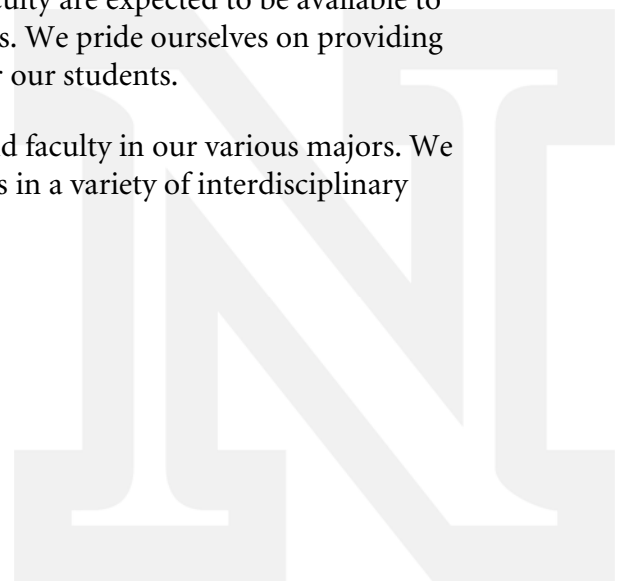 culty are expected to be available to
s. We pride ourselves on providing
r our students.
d faculty in our various majors. We
s in a variety of interdisciplinary
N